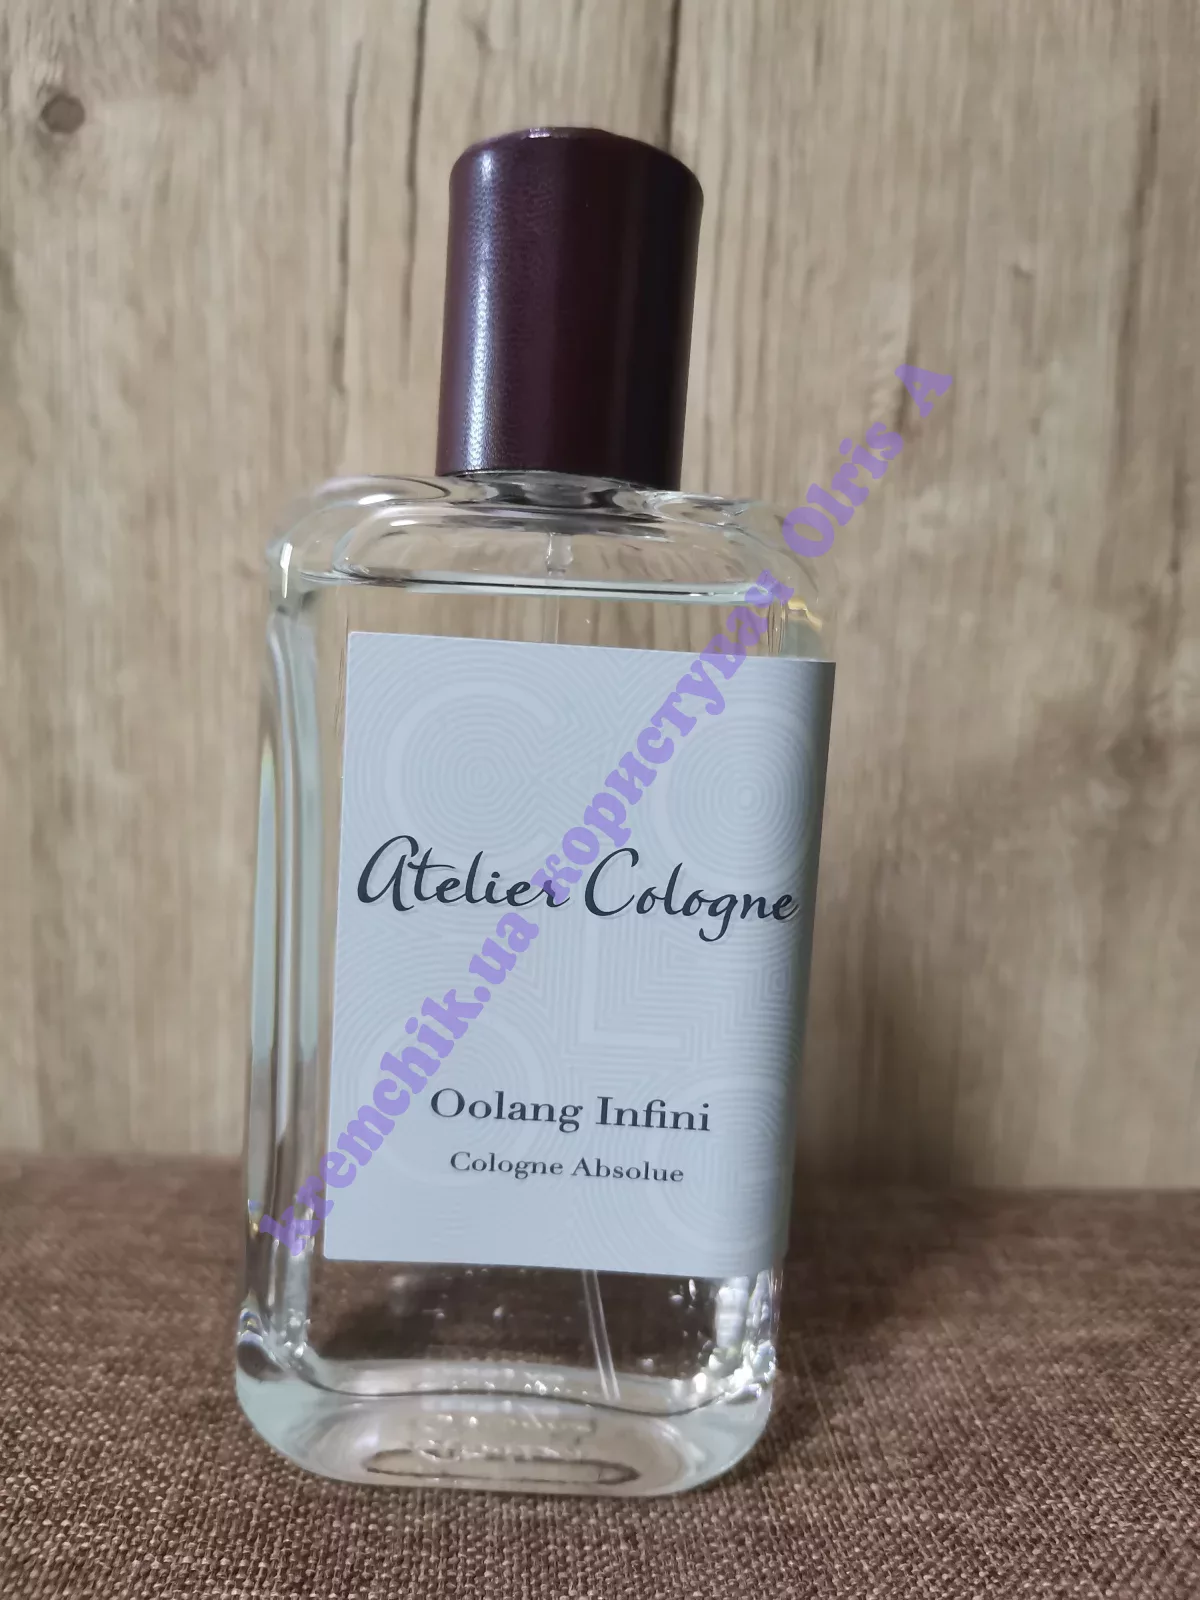 Atelier Cologne
Oolang Infini
Cologne Absolue
kremchik.ua користувач Olris A